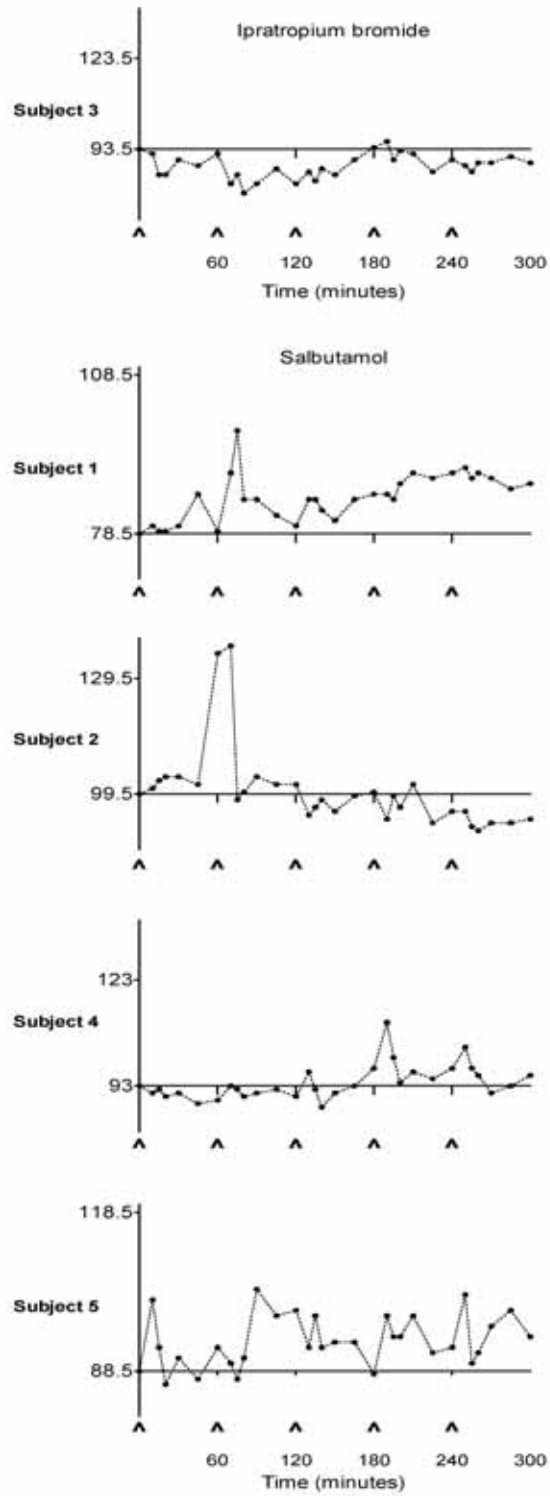 Ipratropium bromide
123.5
Subject 3
93.5
^ ^ ^ ^ ^
60 120 180 240 300
Time (minutes)
Salbutamol
108.5
Subject 1
78.5
^ ^ ^ ^ ^
129.5
Subject 2
99.5
^ ^ ^ ^ ^
123
Subject 4
93
^ ^ ^ ^ ^
118.5
Subject 5
88.5
^ ^ ^ ^ ^
60 120 180 240 300
Time (minutes)